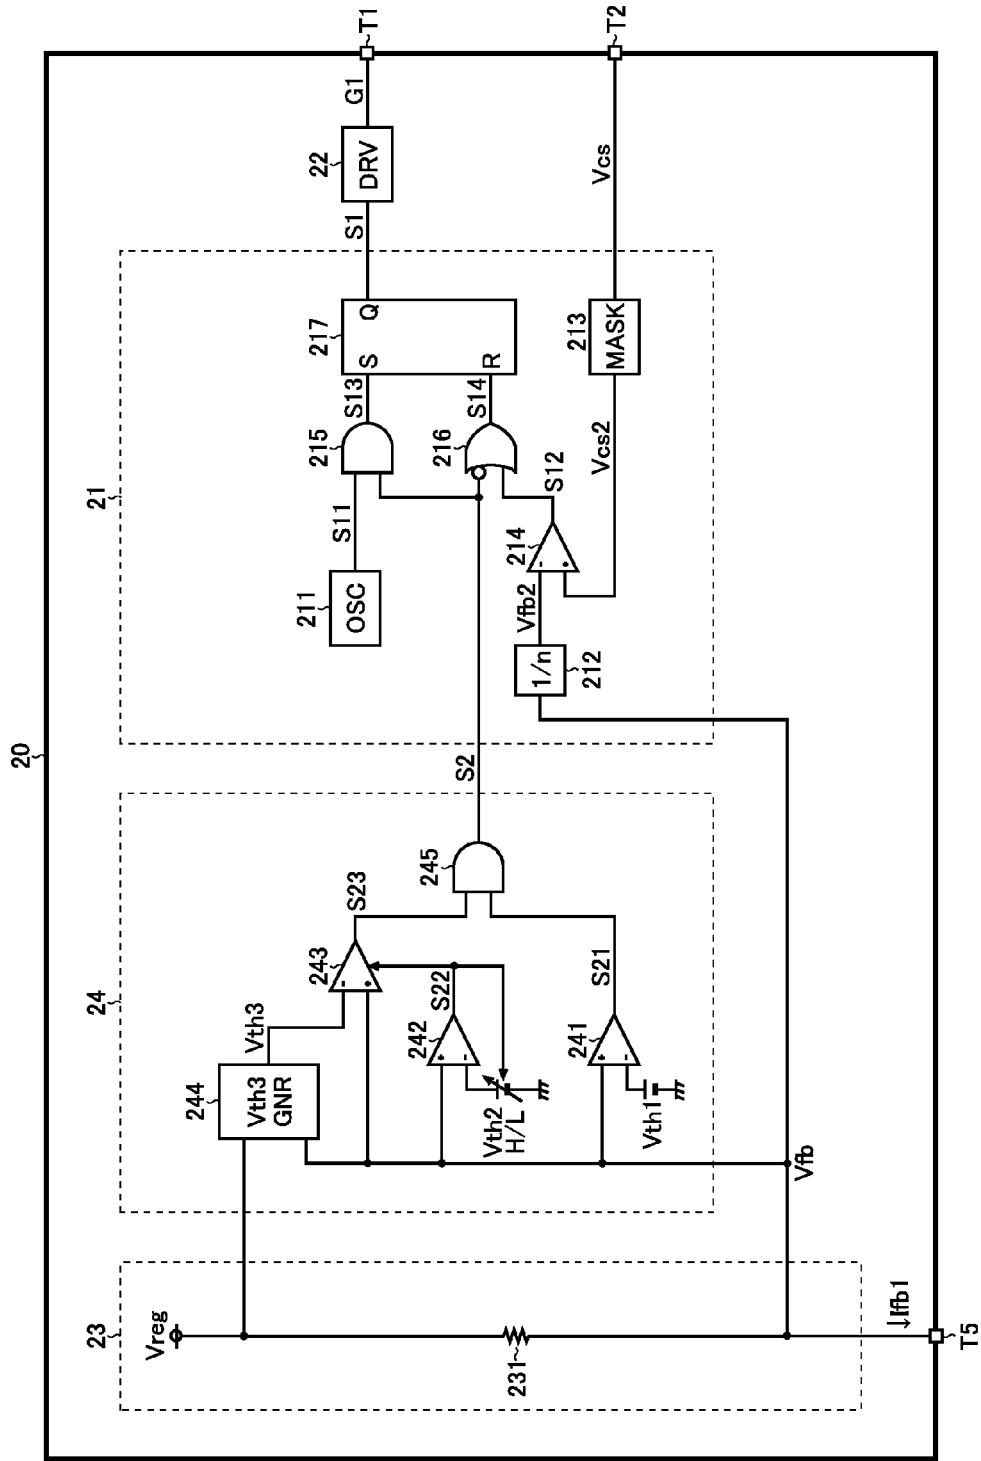 20
23
Vreg
231
Ifb1
T5
24
244
Vth3
GNR
Vth3
243
S23
242
S22
Vth2
H/L
241
S21
Vth1
245
S2
Vfb
21
211
OSC
S11
215
S13
217
S
Q
R
216
S14
S12
214
Vfb2
1/n
212
Vcs2
213
MASK
S1
22
DRV
G1
T1
Vcs
T2